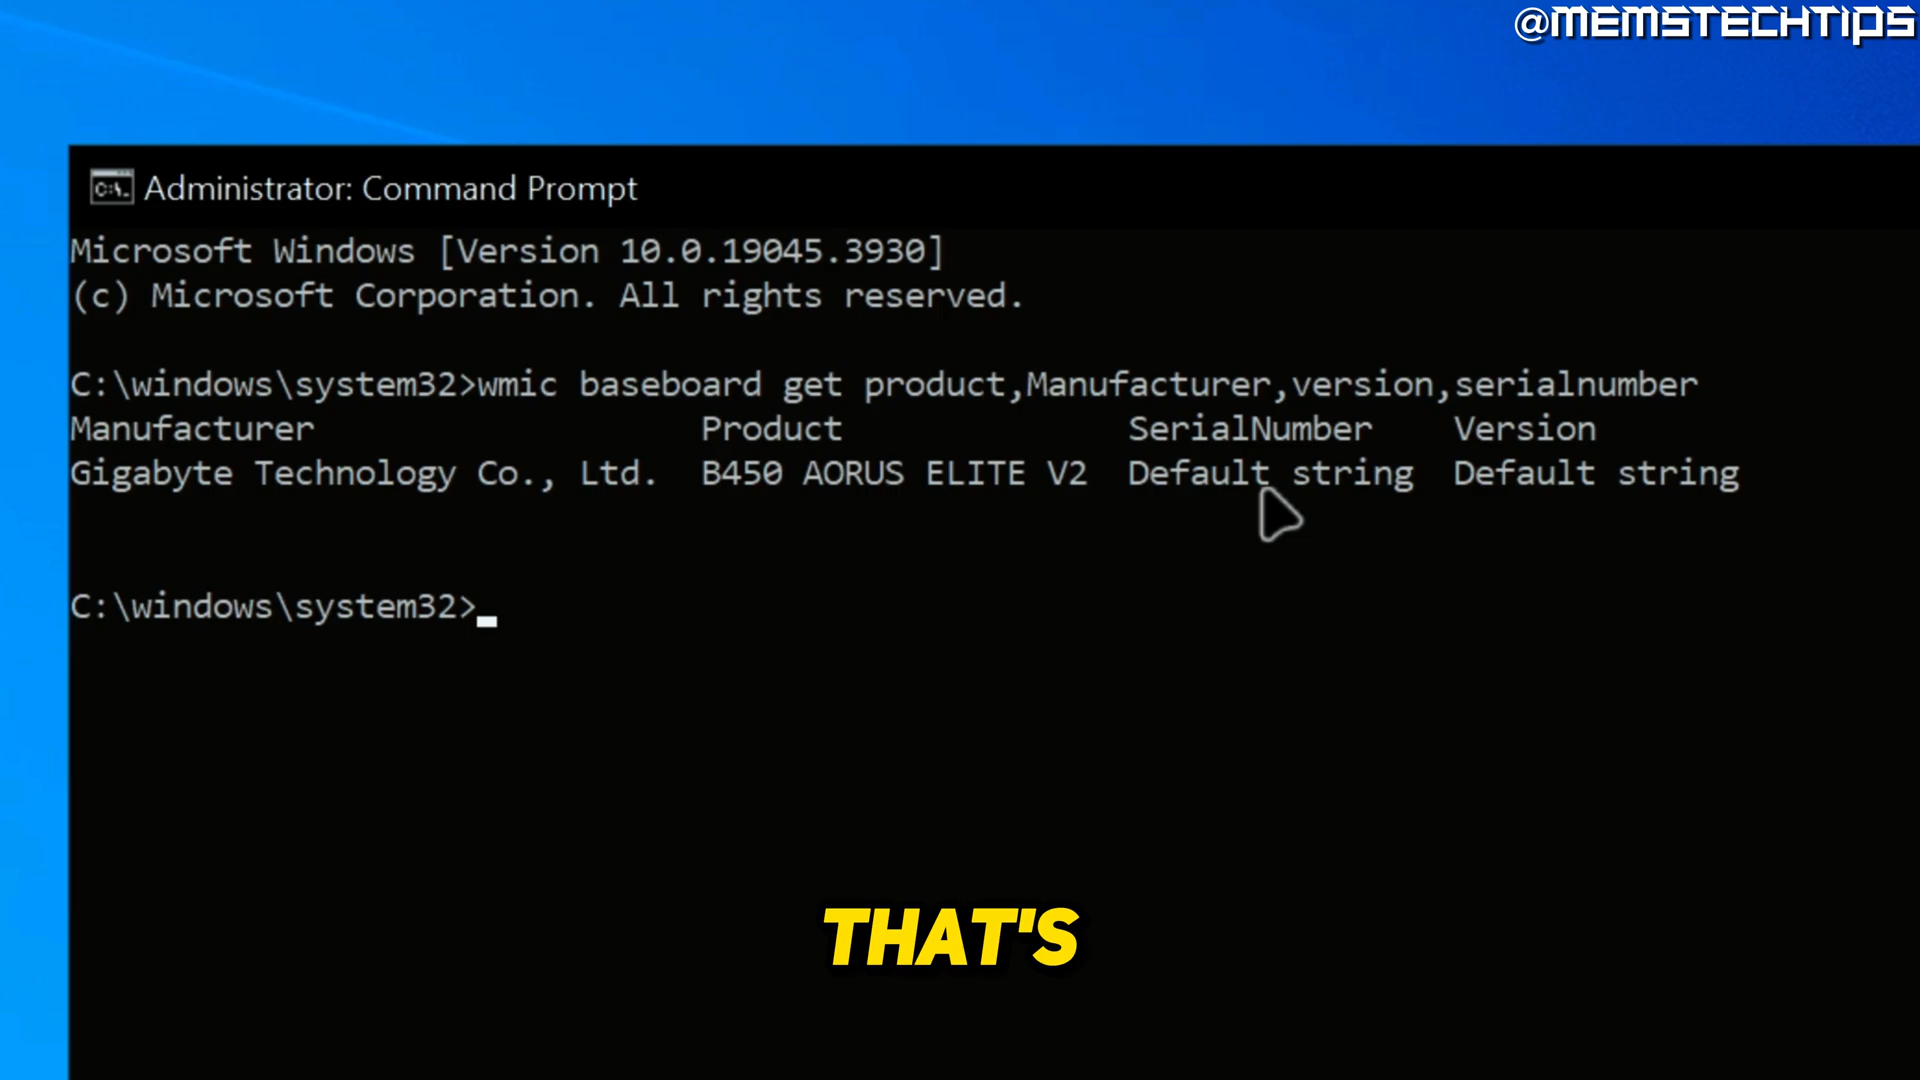 @MEMSTECHTIPS
C:\. Administrator: Command Prompt
Microsoft Windows [Version 10.0.19045.3930]
(c) Microsoft Corporation. All rights reserved.
C:\windows\system32>wmic baseboard get product,Manufacturer,version,serialnumber
Manufacturer Product SerialNumber Version
Gigabyte Technology Co., Ltd. B450 AORUS ELITE V2 Default string Default string
C:\windows\system32>
THAT'S